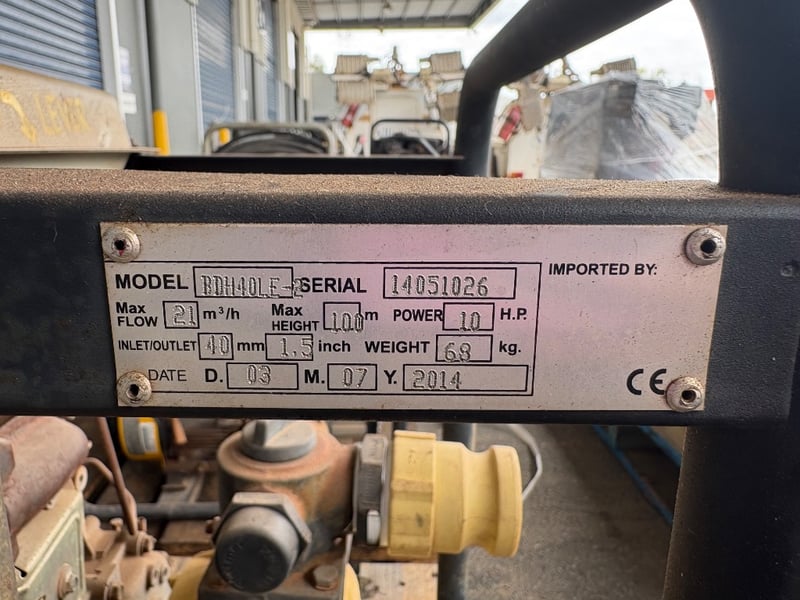 MODEL BDH40LE-2 SERIAL 14051026 IMPORTED BY:
Max FLOW 21 m³/h Max HEIGHT 100 m POWER 10 H.P.
INLET/OUTLET 40 mm 1.5 inch WEIGHT 68 kg.
DATE D. 03 M. 07 Y. 2014
CE